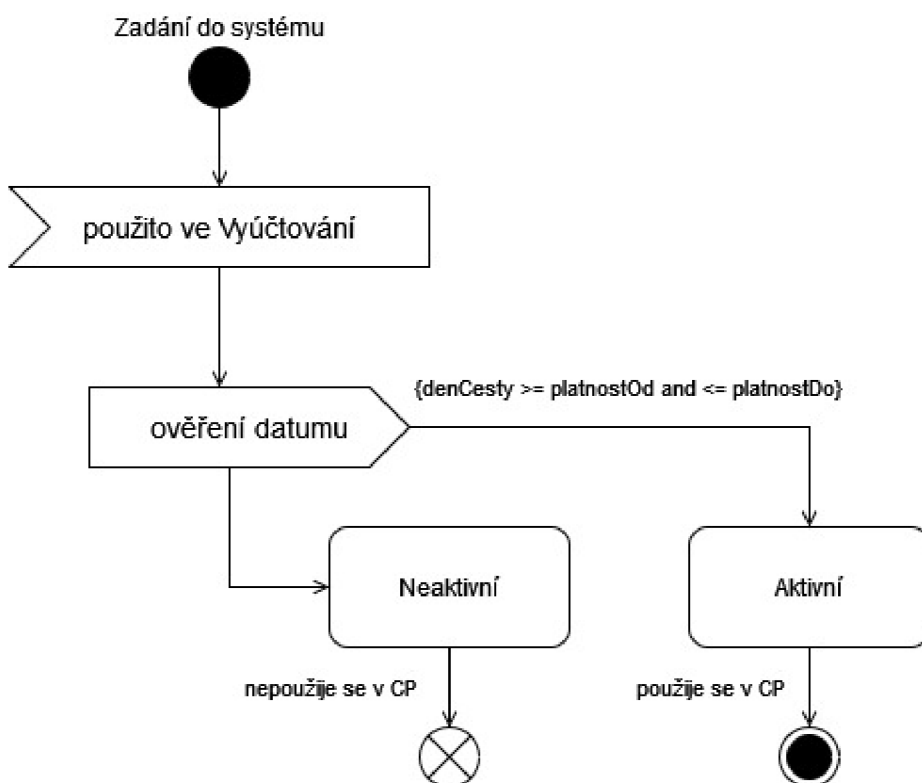 Zadání do systému
použito ve Vyúčtování
{denCesty >= platnostOd and <= platnostDo}
ověření datumu
Neaktivní
Aktivní
nepoužije se v CP
použije se v CP